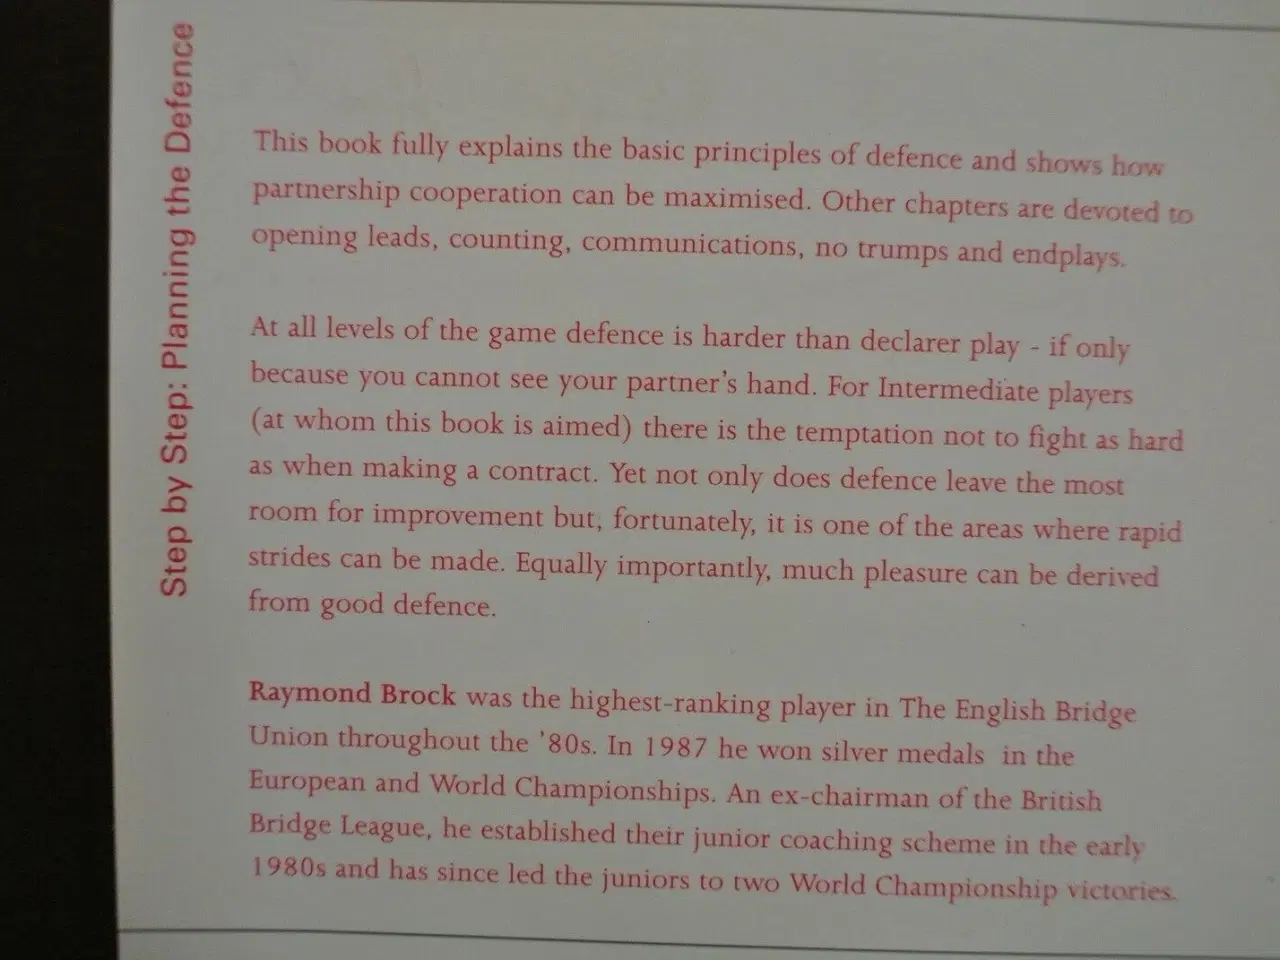 Step by Step: Planning the Defence
This book fully explains the basic principles of defence and shows how
partnership cooperation can be maximised. Other chapters are devoted to
opening leads, counting, communications, no trumps and endplays.
At all levels of the game defence is harder than declarer play - if only
because you cannot see your partner's hand. For Intermediate players
(at whom this book is aimed) there is the temptation not to fight as hard
as when making a contract. Yet not only does defence leave the most
room for improvement but, fortunately, it is one of the areas where rapid
strides can be made. Equally importantly, much pleasure can be derived
from good defence.
Raymond Brock was the highest-ranking player in The English Bridge
Union throughout the '80s. In 1987 he won silver medals in the
European and World Championships. An ex-chairman of the British
Bridge League, he established their junior coaching scheme in the early
1980s and has since led the juniors to two World Championship victories.